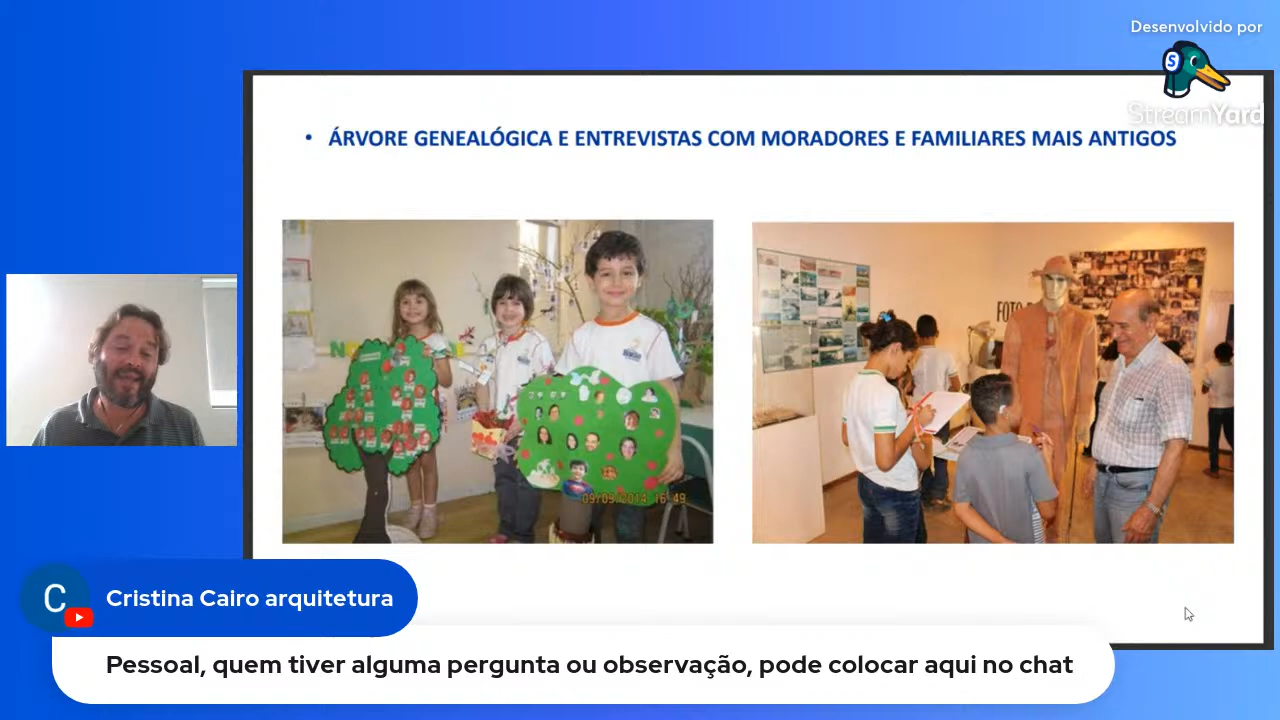 Desenvolvido por
StreamYard
• ÁRVORE GENEALÓGICA E ENTREVISTAS COM MORADORES E FAMILIARES MAIS ANTIGOS
FOTO
09/09/2014 16:49
C
Cristina Cairo arquitetura
Pessoal, quem tiver alguma pergunta ou observação, pode colocar aqui no chat